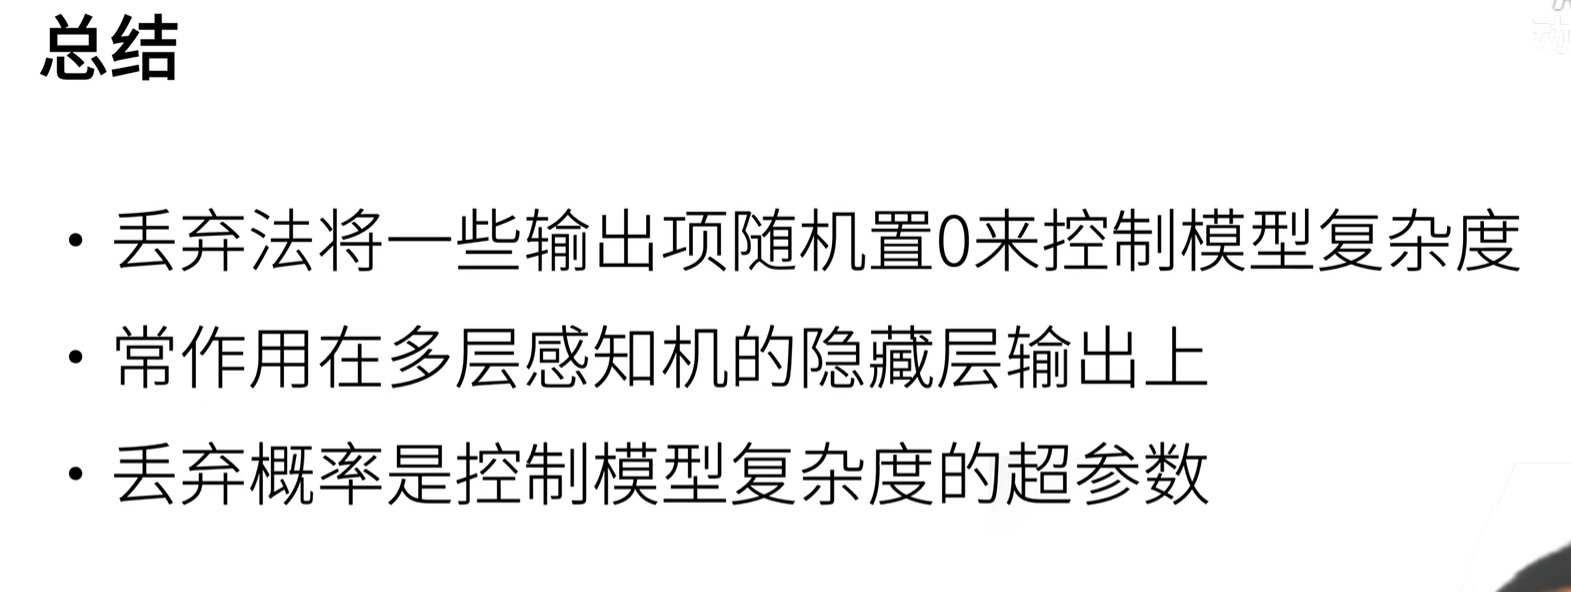 总结
• 丢弃法将一些输出项随机置0来控制模型复杂度
• 常作用在多层感知机的隐藏层输出上
• 丢弃概率是控制模型复杂度的超参数